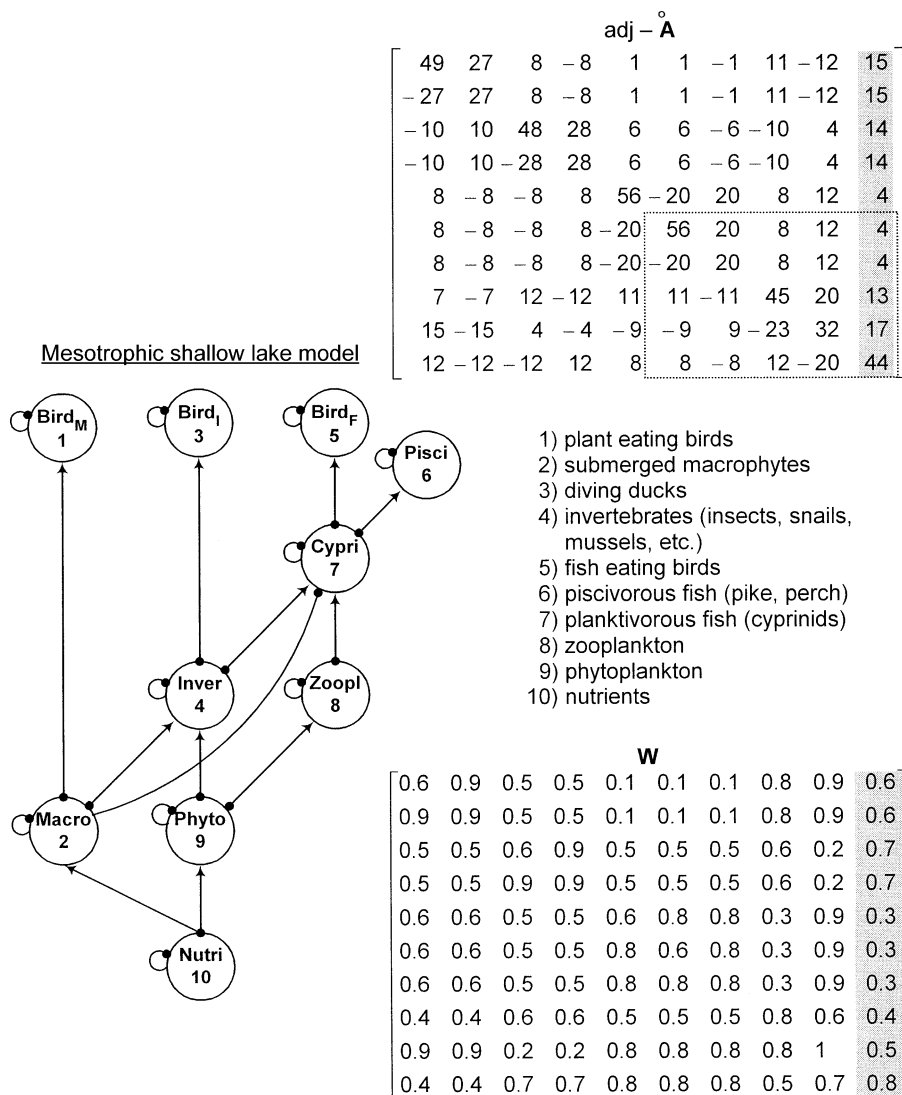 adj – Å
49 27 8 – 8 1 1 – 1 11 – 12 15
– 27 27 8 – 8 1 1 – 1 11 – 12 15
– 10 10 48 28 6 6 – 6 – 10 4 14
– 10 10 – 28 28 6 6 – 6 – 10 4 14
8 – 8 – 8 8 56 – 20 20 8 12 4
8 – 8 – 8 8 – 20 56 20 8 12 4
8 – 8 – 8 8 – 20 – 20 20 8 12 4
7 – 7 12 – 12 11 11 – 11 45 20 13
15 – 15 4 – 4 – 9 – 9 9 – 23 32 17
12 – 12 – 12 12 8 8 – 8 12 – 20 44
Mesotrophic shallow lake model
Bird_M
1
Bird_I
3
Bird_F
5
Pisci
6
Cypri
7
Inver
4
Zoopl
8
Macro
2
Phyto
9
Nutri
10
1) plant eating birds
2) submerged macrophytes
3) diving ducks
4) invertebrates (insects, snails,
mussels, etc.)
5) fish eating birds
6) piscivorous fish (pike, perch)
7) planktivorous fish (cyprinids)
8) zooplankton
9) phytoplankton
10) nutrients
W
0.6 0.9 0.5 0.5 0.1 0.1 0.1 0.8 0.9 0.6
0.9 0.9 0.5 0.5 0.1 0.1 0.1 0.8 0.9 0.6
0.5 0.5 0.6 0.9 0.5 0.5 0.5 0.6 0.2 0.7
0.5 0.5 0.9 0.9 0.5 0.5 0.5 0.6 0.2 0.7
0.6 0.6 0.5 0.5 0.6 0.8 0.8 0.3 0.9 0.3
0.6 0.6 0.5 0.5 0.8 0.6 0.8 0.3 0.9 0.3
0.6 0.6 0.5 0.5 0.8 0.8 0.8 0.3 0.9 0.3
0.4 0.4 0.6 0.6 0.5 0.5 0.5 0.8 0.6 0.4
0.9 0.9 0.2 0.2 0.8 0.8 0.8 0.8 1 0.5
0.4 0.4 0.7 0.7 0.8 0.8 0.8 0.5 0.7 0.8